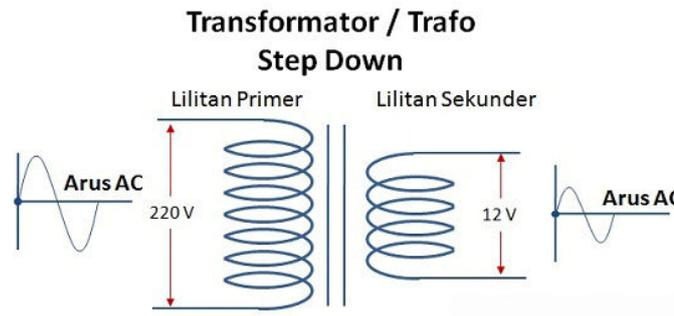 Transformator / Trafo
Step Down
Lilitan Primer
Lilitan Sekunder
Arus AC
220 V
12 V
Arus AC